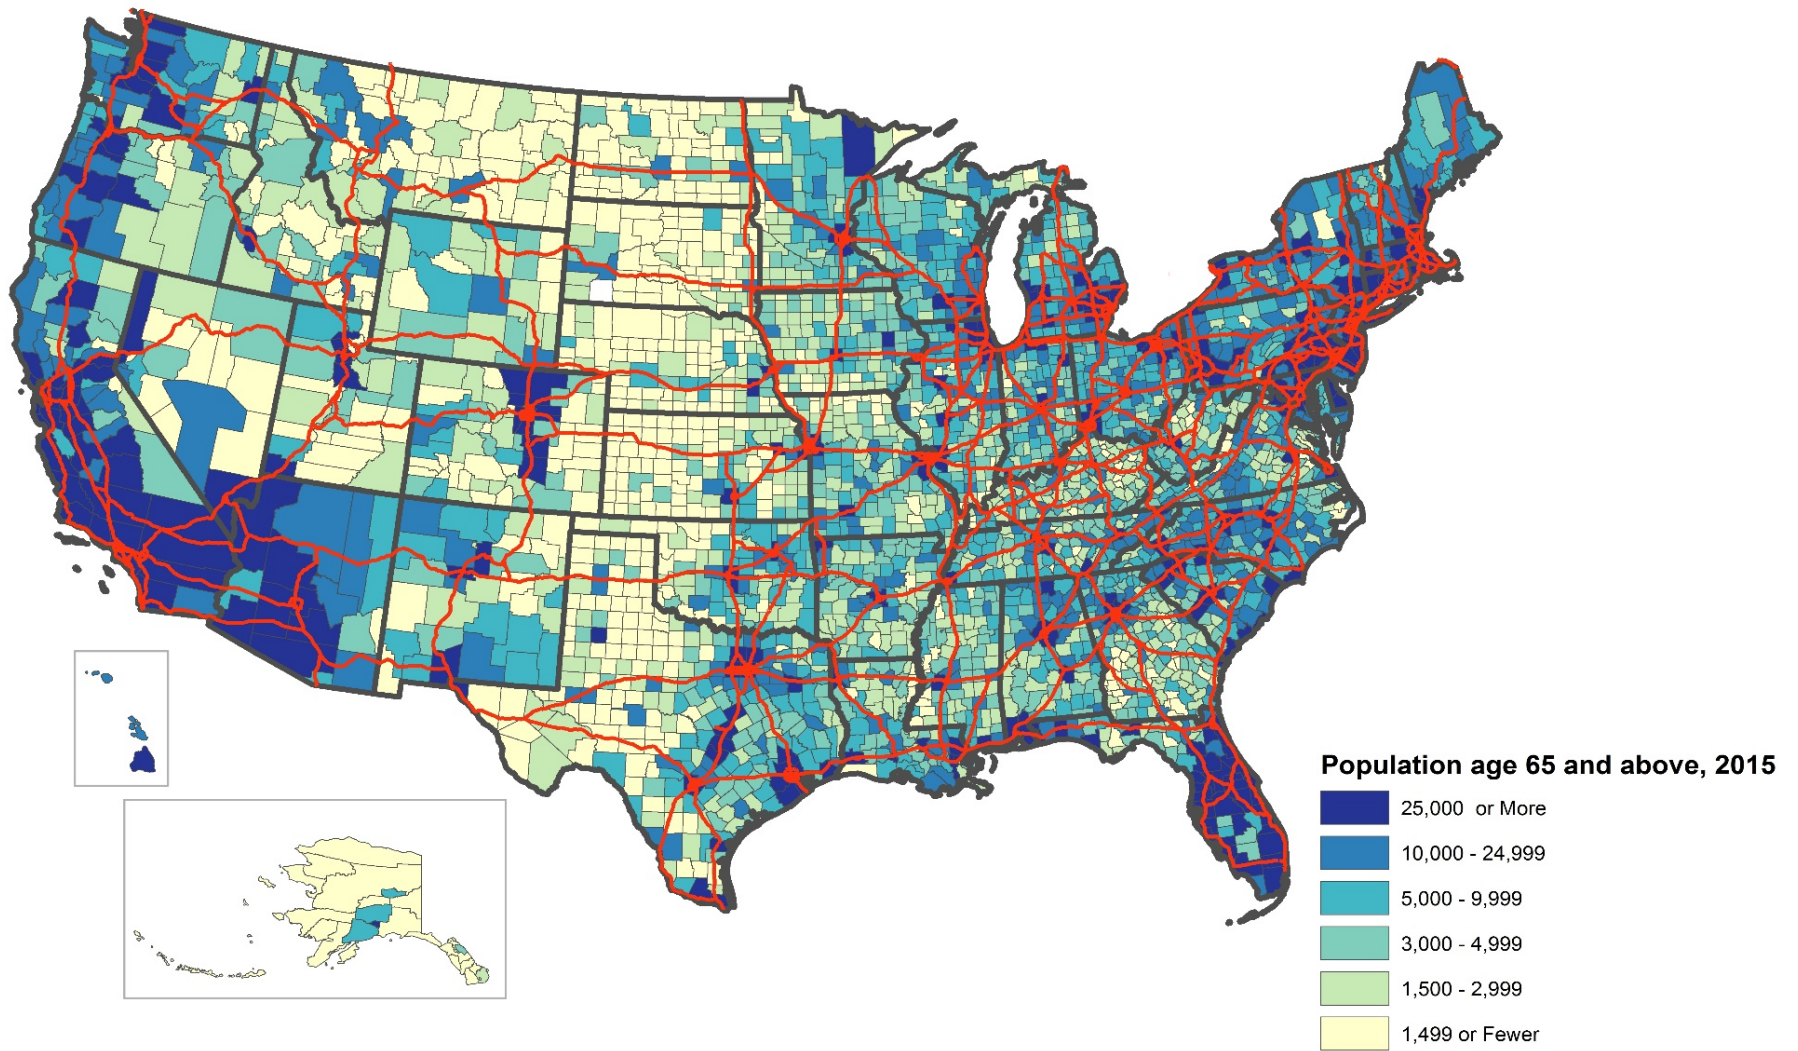 Population age 65 and above, 2015
25,000 or More
10,000 - 24,999
5,000 - 9,999
3,000 - 4,999
1,500 - 2,999
1,499 or Fewer